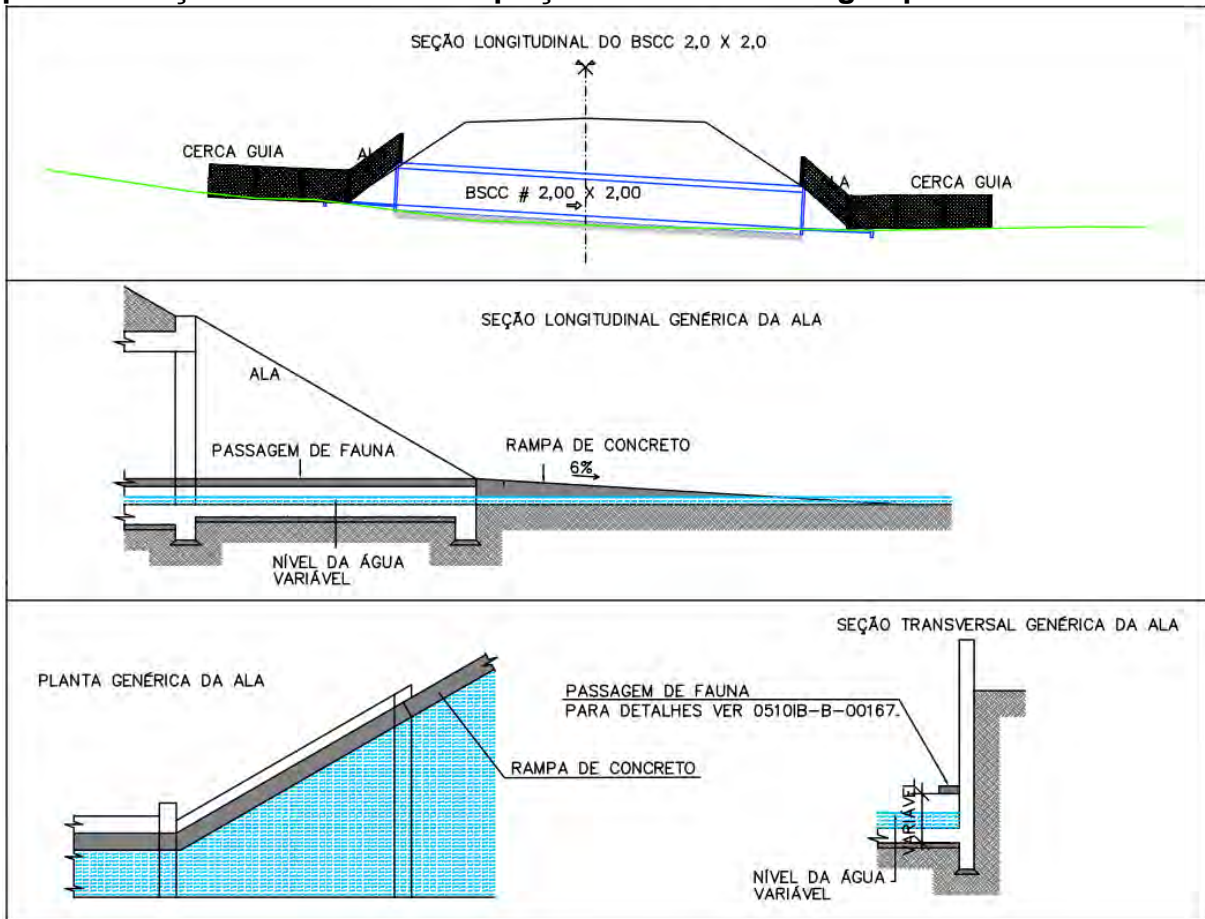 SEÇÃO LONGITUDINAL DO BSCC 2,0 X 2,0
CERCA GUIA
BSCC # 2,00 X 2,00
CERCA GUIA
SEÇÃO LONGITUDINAL GENÉRICA DA ALA
ALA
PASSAGEM DE FAUNA
RAMPA DE CONCRETO
6%
NÍVEL DA ÁGUA
VARIÁVEL
SEÇÃO TRANSVERSAL GENÉRICA DA ALA
PLANTA GENÉRICA DA ALA
PASSAGEM DE FAUNA
PARA DETALHES VER 0510IB-B-00167.
RAMPA DE CONCRETO
VARIÁVEL
NÍVEL DA ÁGUA
VARIÁVEL